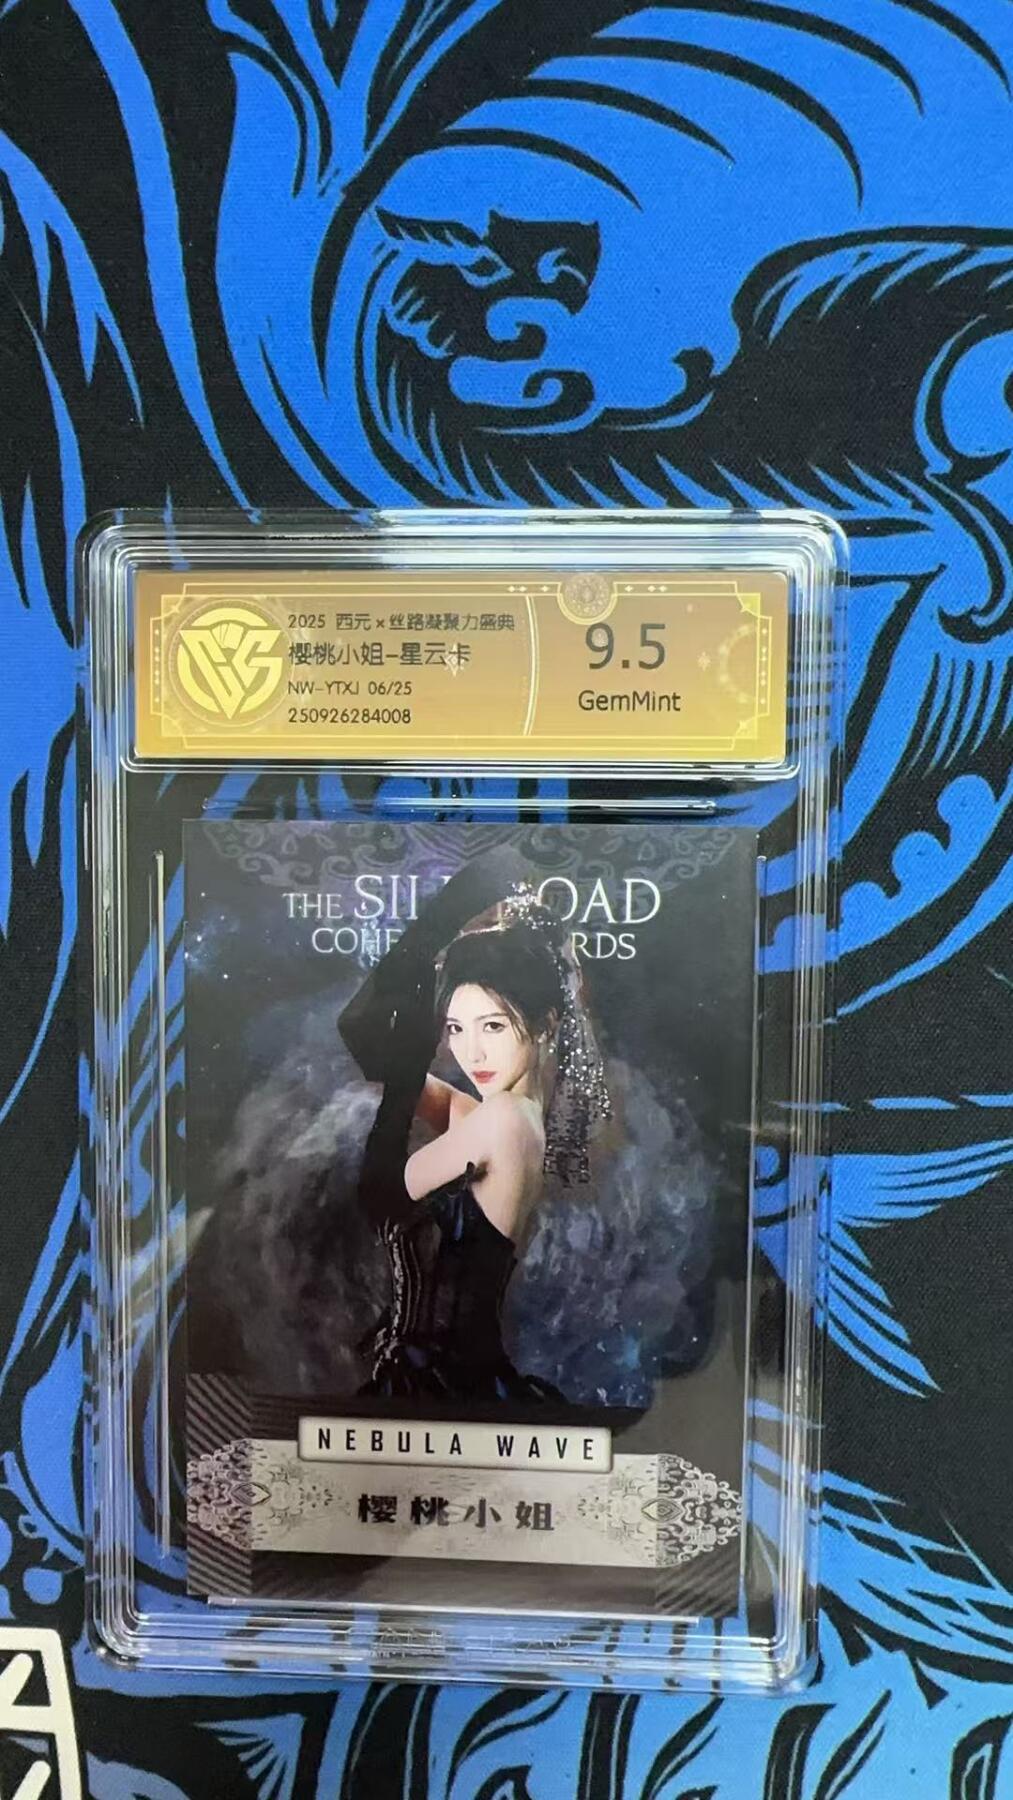 2025 西元×丝路凝聚力盛典
樱桃小姐-星云卡
NW-YTXJ 06/25
250926284008
9.5
GemMint
THE
NEBULA WAVE
樱桃小姐